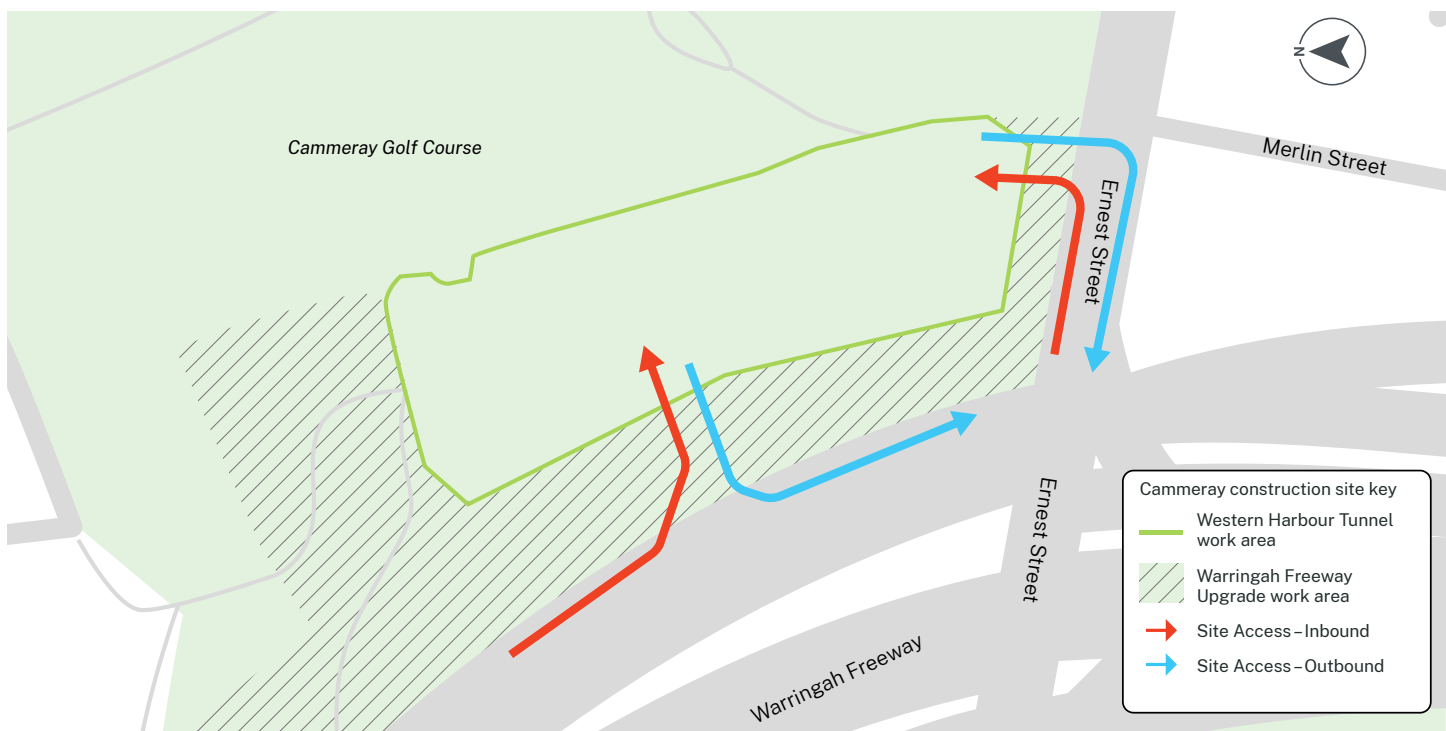 N
Cammeray Golf Course
Merlin Street
Ernest Street
Ernest Street
Warringah Freeway
Cammeray construction site key
Western Harbour Tunnel
work area
Warringah Freeway
Upgrade work area
Site Access – Inbound
Site Access – Outbound